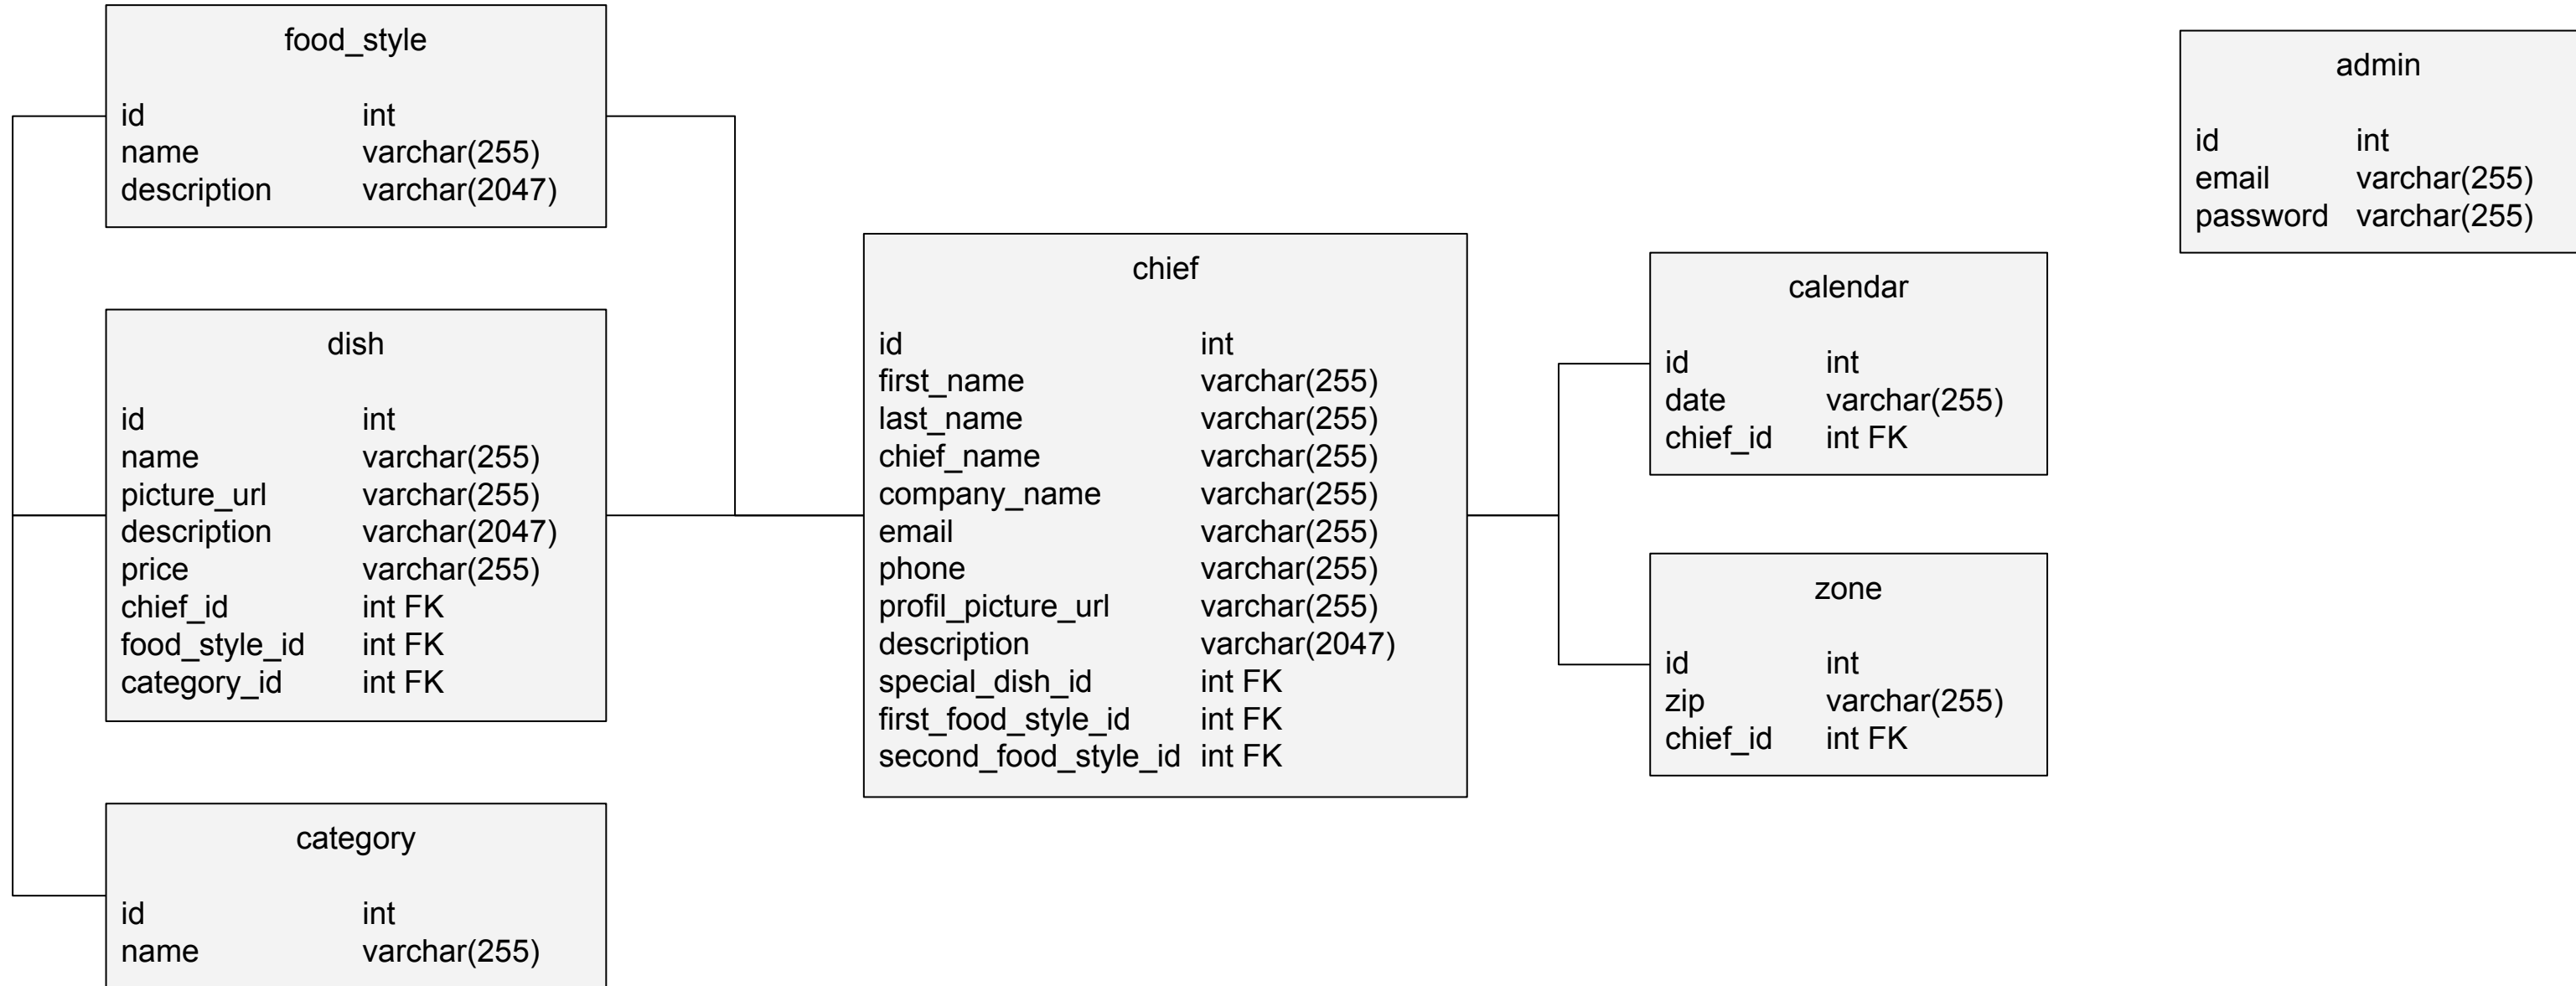 food_style
id int
name varchar(255)
description varchar(2047)
dish
id int
name varchar(255)
picture_url varchar(255)
description varchar(2047)
price varchar(255)
chief_id int FK
food_style_id int FK
category_id int FK
category
id int
name varchar(255)
chief
id int
first_name varchar(255)
last_name varchar(255)
chief_name varchar(255)
company_name varchar(255)
email varchar(255)
phone varchar(255)
profil_picture_url varchar(255)
description varchar(2047)
special_dish_id int FK
first_food_style_id int FK
second_food_style_id int FK
calendar
id int
date varchar(255)
chief_id int FK
zone
id int
zip varchar(255)
chief_id int FK
admin
id int
email varchar(255)
password varchar(255)